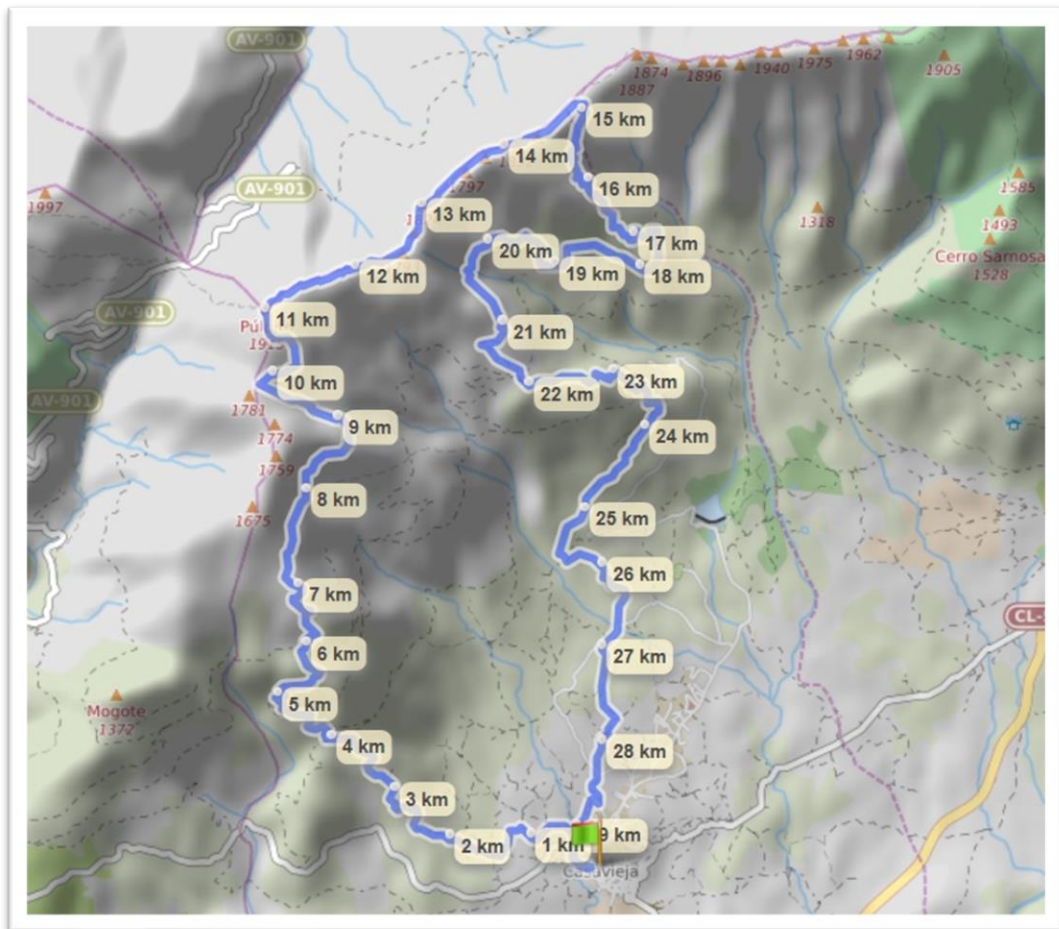 AV-901
1874
1887
1896
1940
1975
1962
1905
15 km
14 km
16 km
1585
1493
Cerro Samosa
1528
AV-901
1997
1797
13 km
1318
17 km
20 km
19 km
18 km
12 km
AV-901
11 km
21 km
10 km
22 km
23 km
1781
AV-901
9 km
24 km
1774
1759
8 km
1675
25 km
26 km
7 km
CL-
6 km
27 km
5 km
Mogote
1372
4 km
28 km
3 km
2 km
1 km
9 km
Casavieja